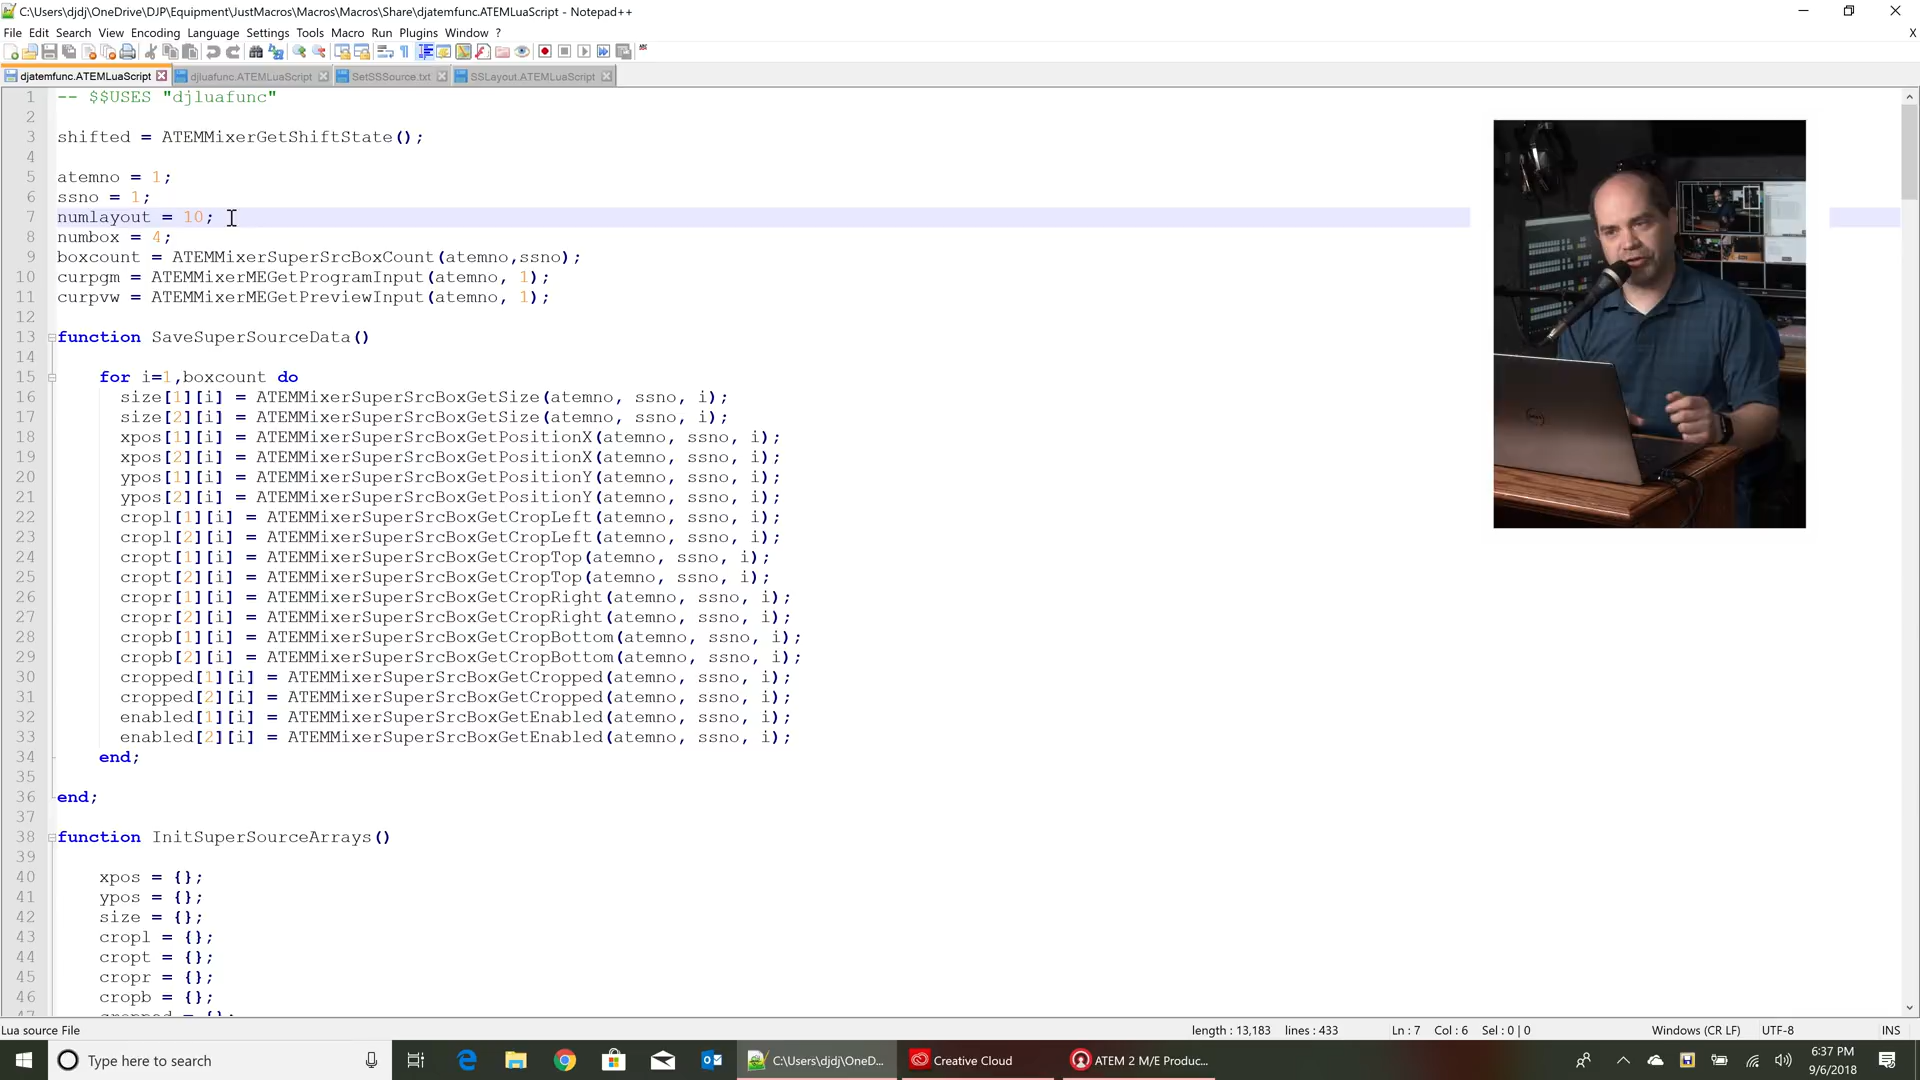 C:\Users\djdj\OneDrive\DJP\Equipment\JustMacros\Macros\Macros\Share\djatemfunc.ATEMLuaScript - Notepad++
File Edit Search View Encoding Language Settings Tools Macro Run Plugins Window ? X
djatemfunc.ATEMLuaScript djluafunc.ATEMLuaScript SetSSSource.txt SSLayout.ATEMLuaScript
1 -- $$USES "djluafunc"
2
3 shifted = ATEMMixerGetShiftState();
4
5 atemno = 1;
6 ssno = 1;
7 numlayout = 10;
8 numbox = 4;
9 boxcount = ATEMMixerSuperSrcBoxCount(atemno,ssno);
10 curpgm = ATEMMixerMEGetProgramInput(atemno, 1);
11 curpvw = ATEMMixerMEGetPreviewInput(atemno, 1);
12
13 function SaveSuperSourceData()
14
15 for i=1,boxcount do
16 size[1][i] = ATEMMixerSuperSrcBoxGetSize(atemno, ssno, i);
17 size[2][i] = ATEMMixerSuperSrcBoxGetSize(atemno, ssno, i);
18 xpos[1][i] = ATEMMixerSuperSrcBoxGetPositionX(atemno, ssno, i);
19 xpos[2][i] = ATEMMixerSuperSrcBoxGetPositionX(atemno, ssno, i);
20 ypos[1][i] = ATEMMixerSuperSrcBoxGetPositionY(atemno, ssno, i);
21 ypos[2][i] = ATEMMixerSuperSrcBoxGetPositionY(atemno, ssno, i);
22 cropl[1][i] = ATEMMixerSuperSrcBoxGetCropLeft(atemno, ssno, i);
23 cropl[2][i] = ATEMMixerSuperSrcBoxGetCropLeft(atemno, ssno, i);
24 cropt[1][i] = ATEMMixerSuperSrcBoxGetCropTop(atemno, ssno, i);
25 cropt[2][i] = ATEMMixerSuperSrcBoxGetCropTop(atemno, ssno, i);
26 cropr[1][i] = ATEMMixerSuperSrcBoxGetCropRight(atemno, ssno, i);
27 cropr[2][i] = ATEMMixerSuperSrcBoxGetCropRight(atemno, ssno, i);
28 cropb[1][i] = ATEMMixerSuperSrcBoxGetCropBottom(atemno, ssno, i);
29 cropb[2][i] = ATEMMixerSuperSrcBoxGetCropBottom(atemno, ssno, i);
30 cropped[1][i] = ATEMMixerSuperSrcBoxGetCropped(atemno, ssno, i);
31 cropped[2][i] = ATEMMixerSuperSrcBoxGetCropped(atemno, ssno, i);
32 enabled[1][i] = ATEMMixerSuperSrcBoxGetEnabled(atemno, ssno, i);
33 enabled[2][i] = ATEMMixerSuperSrcBoxGetEnabled(atemno, ssno, i);
34 end;
35
36 end;
37
38 function InitSuperSourceArrays()
39
40 xpos = {};
41 ypos = {};
42 size = {};
43 cropl = {};
44 cropt = {};
45 cropr = {};
46 cropb = {};
47 cropped = {};
Lua source File length : 13,183 lines : 433 Ln : 7 Col : 6 Sel : 0 | 0 Windows (CR LF) UTF-8 INS
Type here to search C:\Users\djdj\OneD... Creative Cloud ATEM 2 M/E Produc... 6:37 PM
9/6/2018